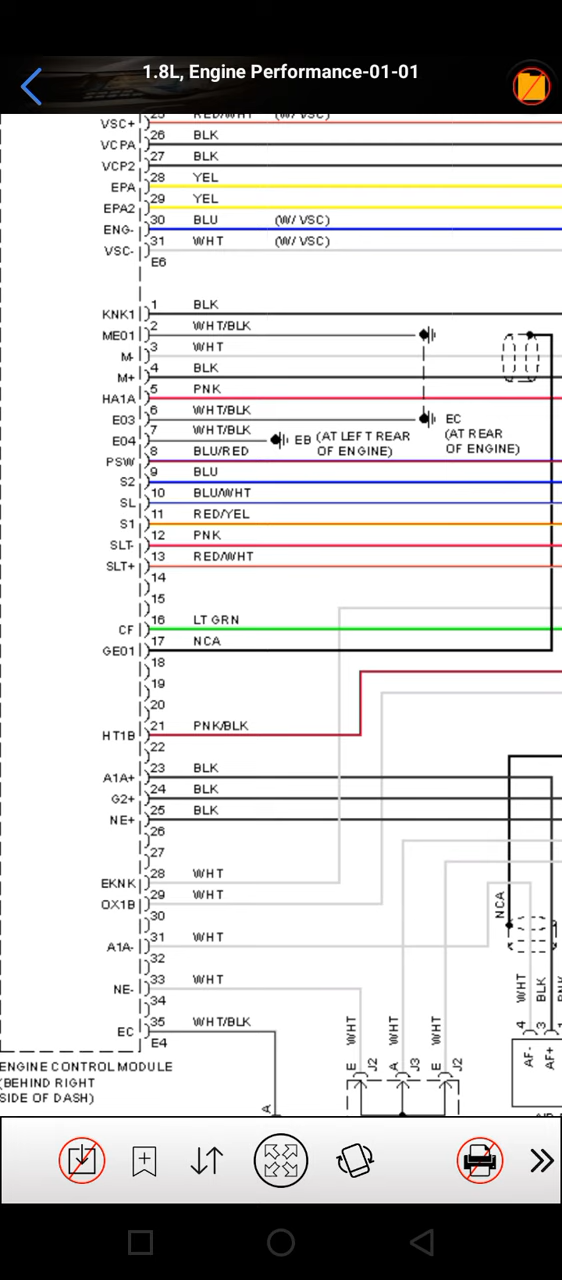 1.8L, Engine Performance-01-01
VSC+ 25 RED/WHT (W/ VSC)
VCPA 26 BLK
VCP2 27 BLK
EPA 28 YEL
EPA2 29 YEL
ENG- 30 BLU (W/ VSC)
VSC- 31 WHT (W/ VSC)
E6
KNK1 1 BLK
ME01 2 WHT/BLK
M- 3 WHT
M+ 4 BLK
HA1A 5 PNK
E03 6 WHT/BLK EC
E04 7 WHT/BLK EB (AT LEFT REAR (AT REAR
OF ENGINE) OF ENGINE)
PSW 8 BLU/RED
S2 9 BLU
SL 10 BLU/WHT
S1 11 RED/YEL
SLT- 12 PNK
SLT+ 13 RED/WHT
14
15
CF 16 LT GRN
GE01 17 NCA
18
19
20
HT1B 21 PNK/BLK
22
A1A+ 23 BLK
G2+ 24 BLK
NE+ 25 BLK
26
27
EKNK 28 WHT
OX1B 29 WHT
30
NCA
A1A- 31 WHT
32
NE- 33 WHT
34
EC 35 WHT/BLK
E4
WHT WHT WHT WHT BLK
4 3
E J2 A J3 E J2
AF- AF+
ENGINE CONTROL MODULE
(BEHIND RIGHT
SIDE OF DASH)
A